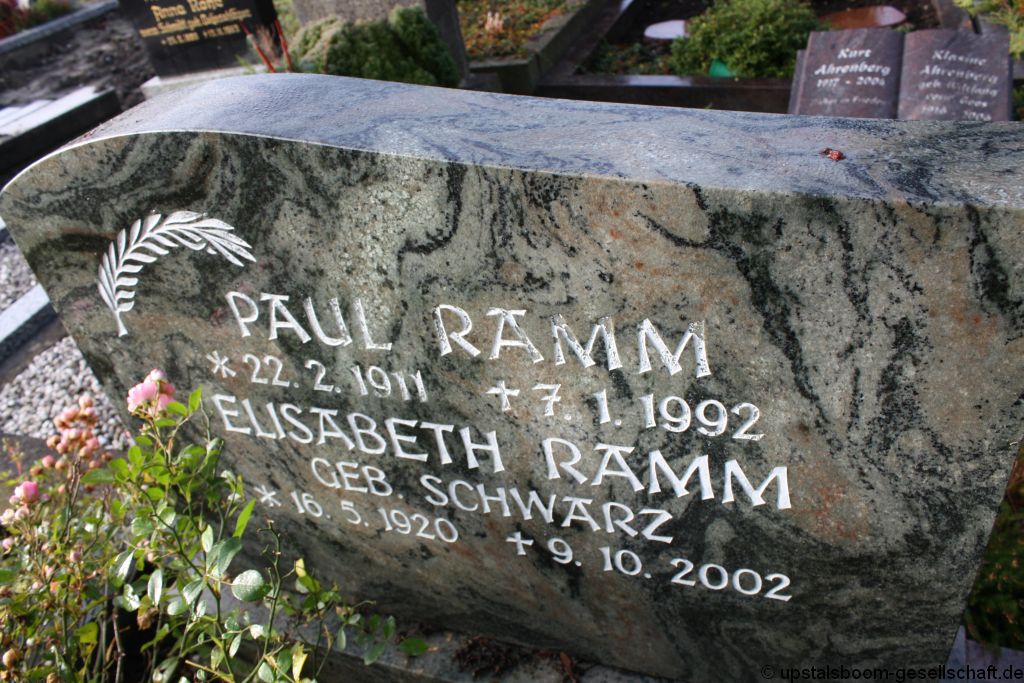 Kurt
Ahrenberg
Ahrenberg
PAUL RAMM
* 22. 2. 1911 + 7. 1. 1992
ELISABETH RAMM
GEB. SCHWARZ
* 16. 5. 1920 + 9. 10. 2002
© upstalsboom-gesellschaft.de